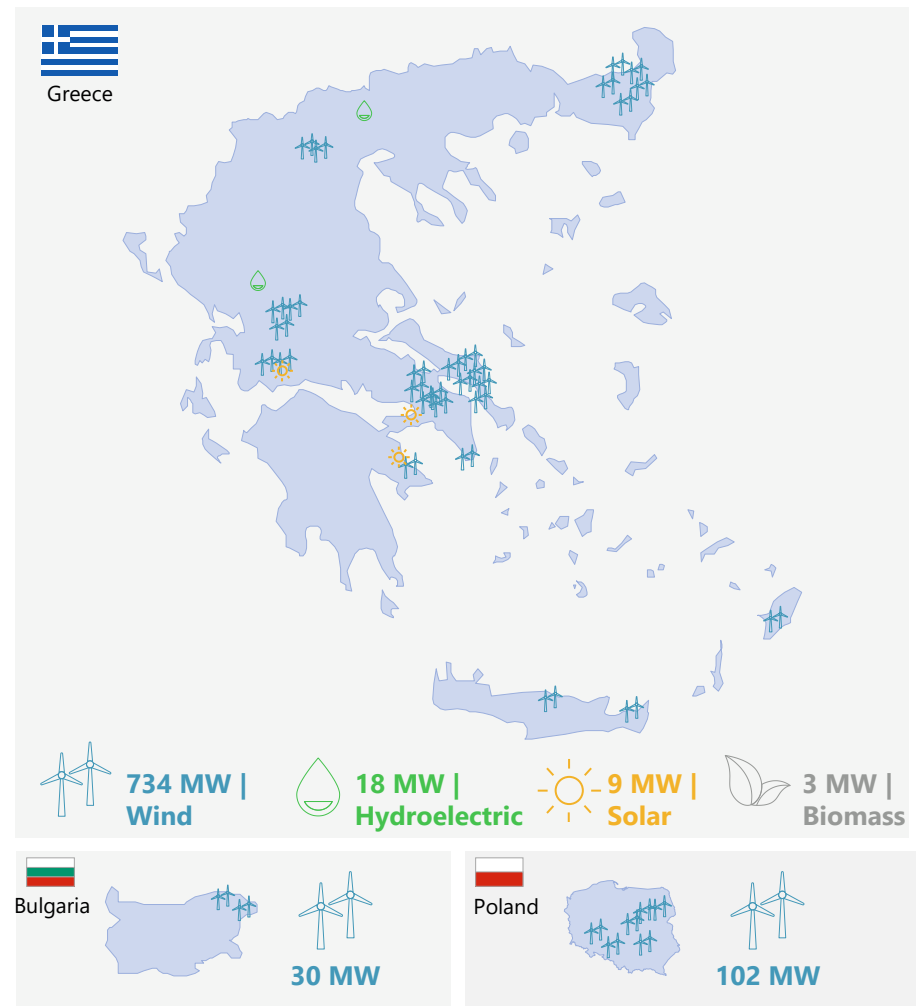 Greece
734 MW |
Wind
18 MW |
Hydroelectric
9 MW |
Solar
3 MW |
Biomass
Bulgaria
30 MW
Poland
102 MW